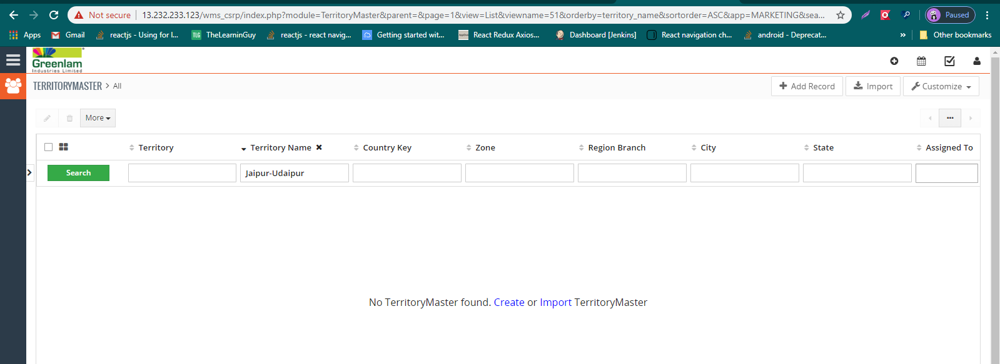 Not secure 13.232.233.123/wms_csrp/index.php?module=TerritoryMaster&parent=&page=1&view=List&viewname=51&orderby=territory_name&sortorder=ASC&app=MARKETING&sea... Paused
Apps Gmail reactjs - Using for l... TLG TheLearnGuy reactjs - react navig... Getting started wit... React Redux Axios... Dashboard [Jenkins] React navigation ch... android - Deprecat... » Other bookmarks
Greenlam
Industries Limited
TERRITORYMASTER > All Add Record Import Customize
More ...
Territory Territory Name Country Key Zone Region Branch City State Assigned To
Search Jaipur-Udaipur
No TerritoryMaster found. Create or Import TerritoryMaster